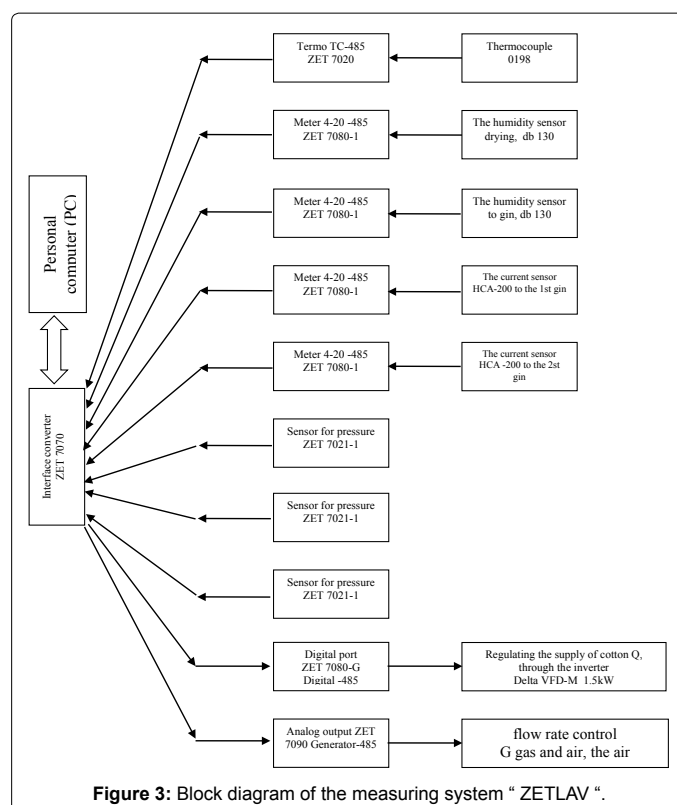 Termo TC-485
ZET 7020
Thermocouple
0198
Meter 4-20 -485
ZET 7080-1
The humidity sensor
drying, db 130
Meter 4-20 -485
ZET 7080-1
The humidity sensor
to gin, db 130
Personal
computer (PC)
Meter 4-20 -485
ZET 7080-1
The current sensor
HCA-200 to the 1st gin
Meter 4-20 -485
ZET 7080-1
The current sensor
HCA -200 to the 2st
gin
Interface converter
ZET 7070
Sensor for pressure
ZET 7021-1
Sensor for pressure
ZET 7021-1
Sensor for pressure
ZET 7021-1
Digital port
ZET 7080-G
Digital -485
Regulating the supply of cotton Q,
through the inverter
Delta VFD-M 1.5kW
Analog output ZET
7090 Generator-485
flow rate control
G gas and air, the air
Figure 3: Block diagram of the measuring system “ ZETLAV “.